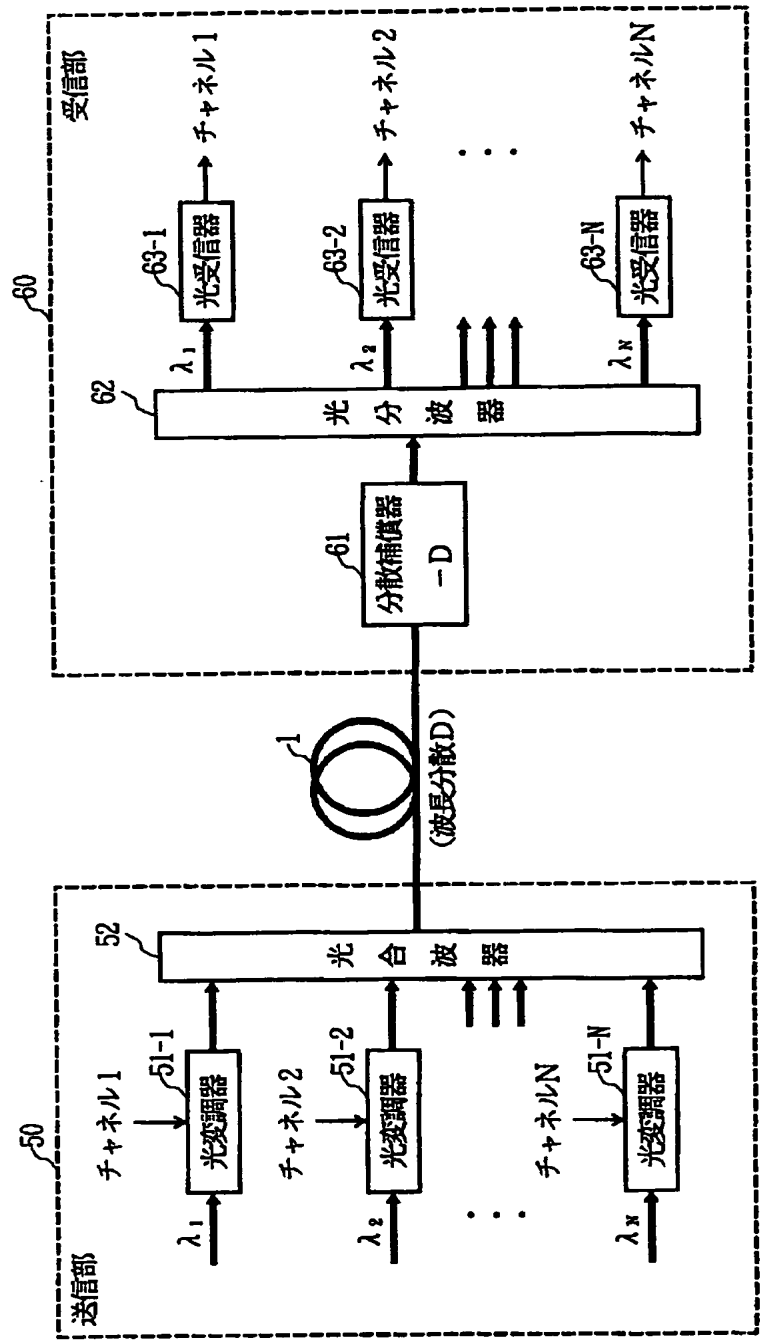 送信部
50
λ1
チャネル1
51-1
光変調器
λ2
チャネル2
51-2
光変調器
・・・
λN
チャネルN
51-N
光変調器
52
光合波器
1
(波長分散D)
受信部
60
61
分散補償器
-D
62
光分波器
λ1
63-1
光受信器
チャネル1
λ2
63-2
光受信器
チャネル2
・・・
λN
63-N
光受信器
チャネルN